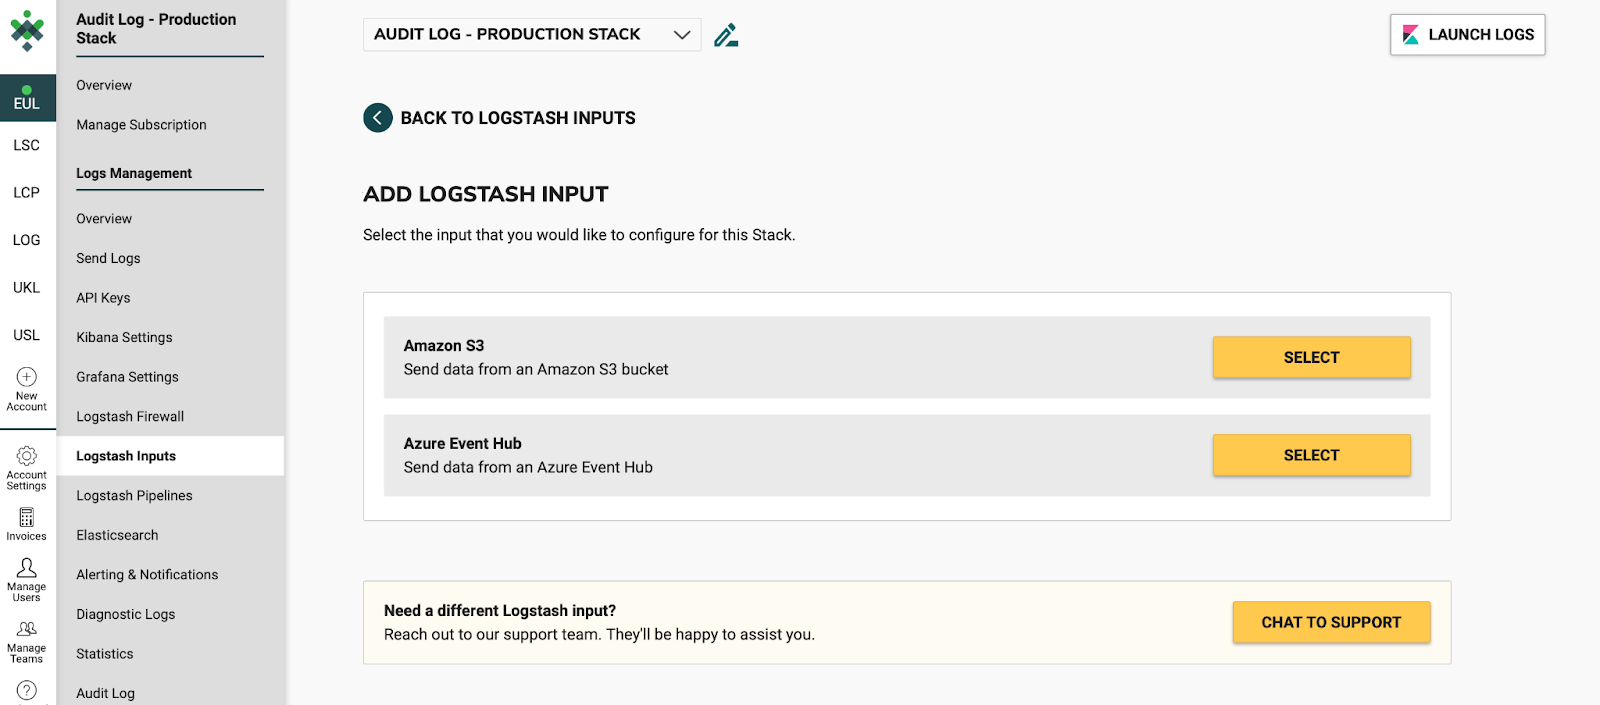 EUL
LSC
LCP
LOG
UKL
USL
New
Account
Account
Settings
Invoices
Manage
Users
Manage
Teams
?
Audit Log - Production
Stack
Overview
Manage Subscription
Logs Management
Overview
Send Logs
API Keys
Kibana Settings
Grafana Settings
Logstash Firewall
Logstash Inputs
Logstash Pipelines
Elasticsearch
Alerting & Notifications
Diagnostic Logs
Statistics
Audit Log
AUDIT LOG - PRODUCTION STACK
LAUNCH LOGS
BACK TO LOGSTASH INPUTS
ADD LOGSTASH INPUT
Select the input that you would like to configure for this Stack.
Amazon S3
Send data from an Amazon S3 bucket
SELECT
Azure Event Hub
Send data from an Azure Event Hub
SELECT
Need a different Logstash input?
Reach out to our support team. They'll be happy to assist you.
CHAT TO SUPPORT